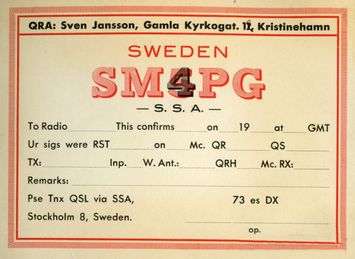 QRA: Sven Jansson, Gamla Kyrkogat. 12, Kristinehamn
SWEDEN
SM4PG
— S. S. A. —
To Radio This confirms on 19 at GMT
Ur sigs were RST on Mc. QR QS
TX: Inp. W. Ant.: QRH Mc. RX:
Remarks:
Pse Tnx QSL via SSA, 73 es DX
Stockholm 8, Sweden.
op.